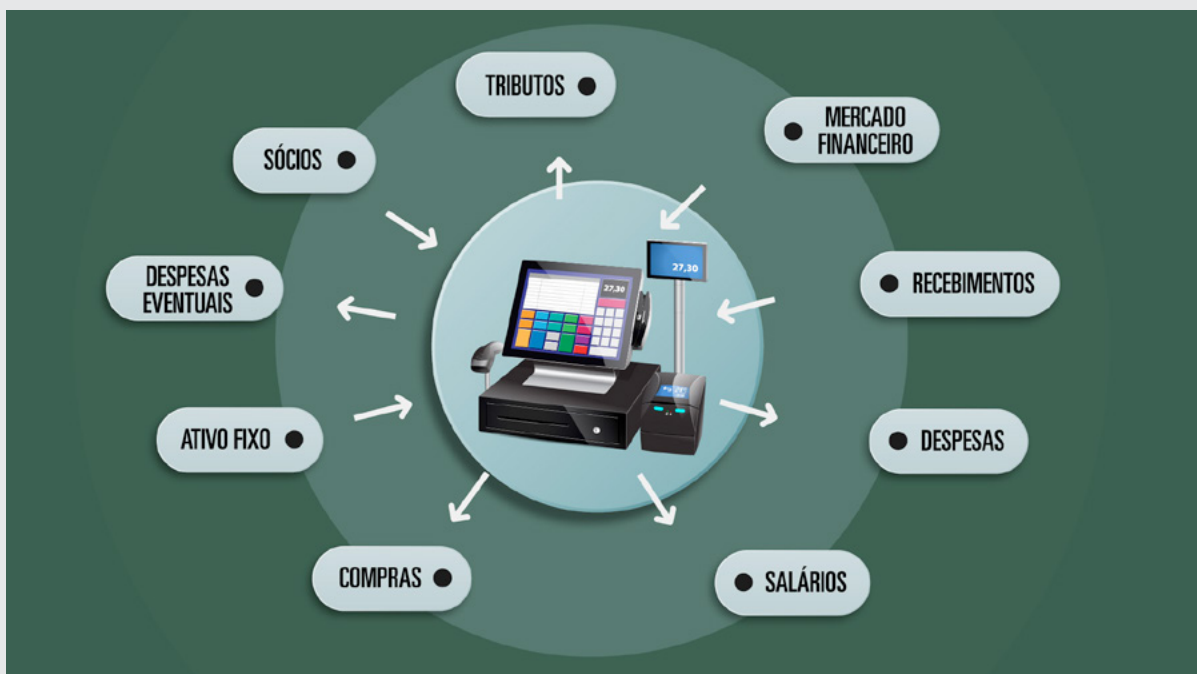 TRIBUTOS
MERCADO
FINANCEIRO
SÓCIOS
27,30
DESPESAS
EVENTUAIS
RECEBIMENTOS
27,30
ATIVO FIXO
DESPESAS
COMPRAS
SALÁRIOS